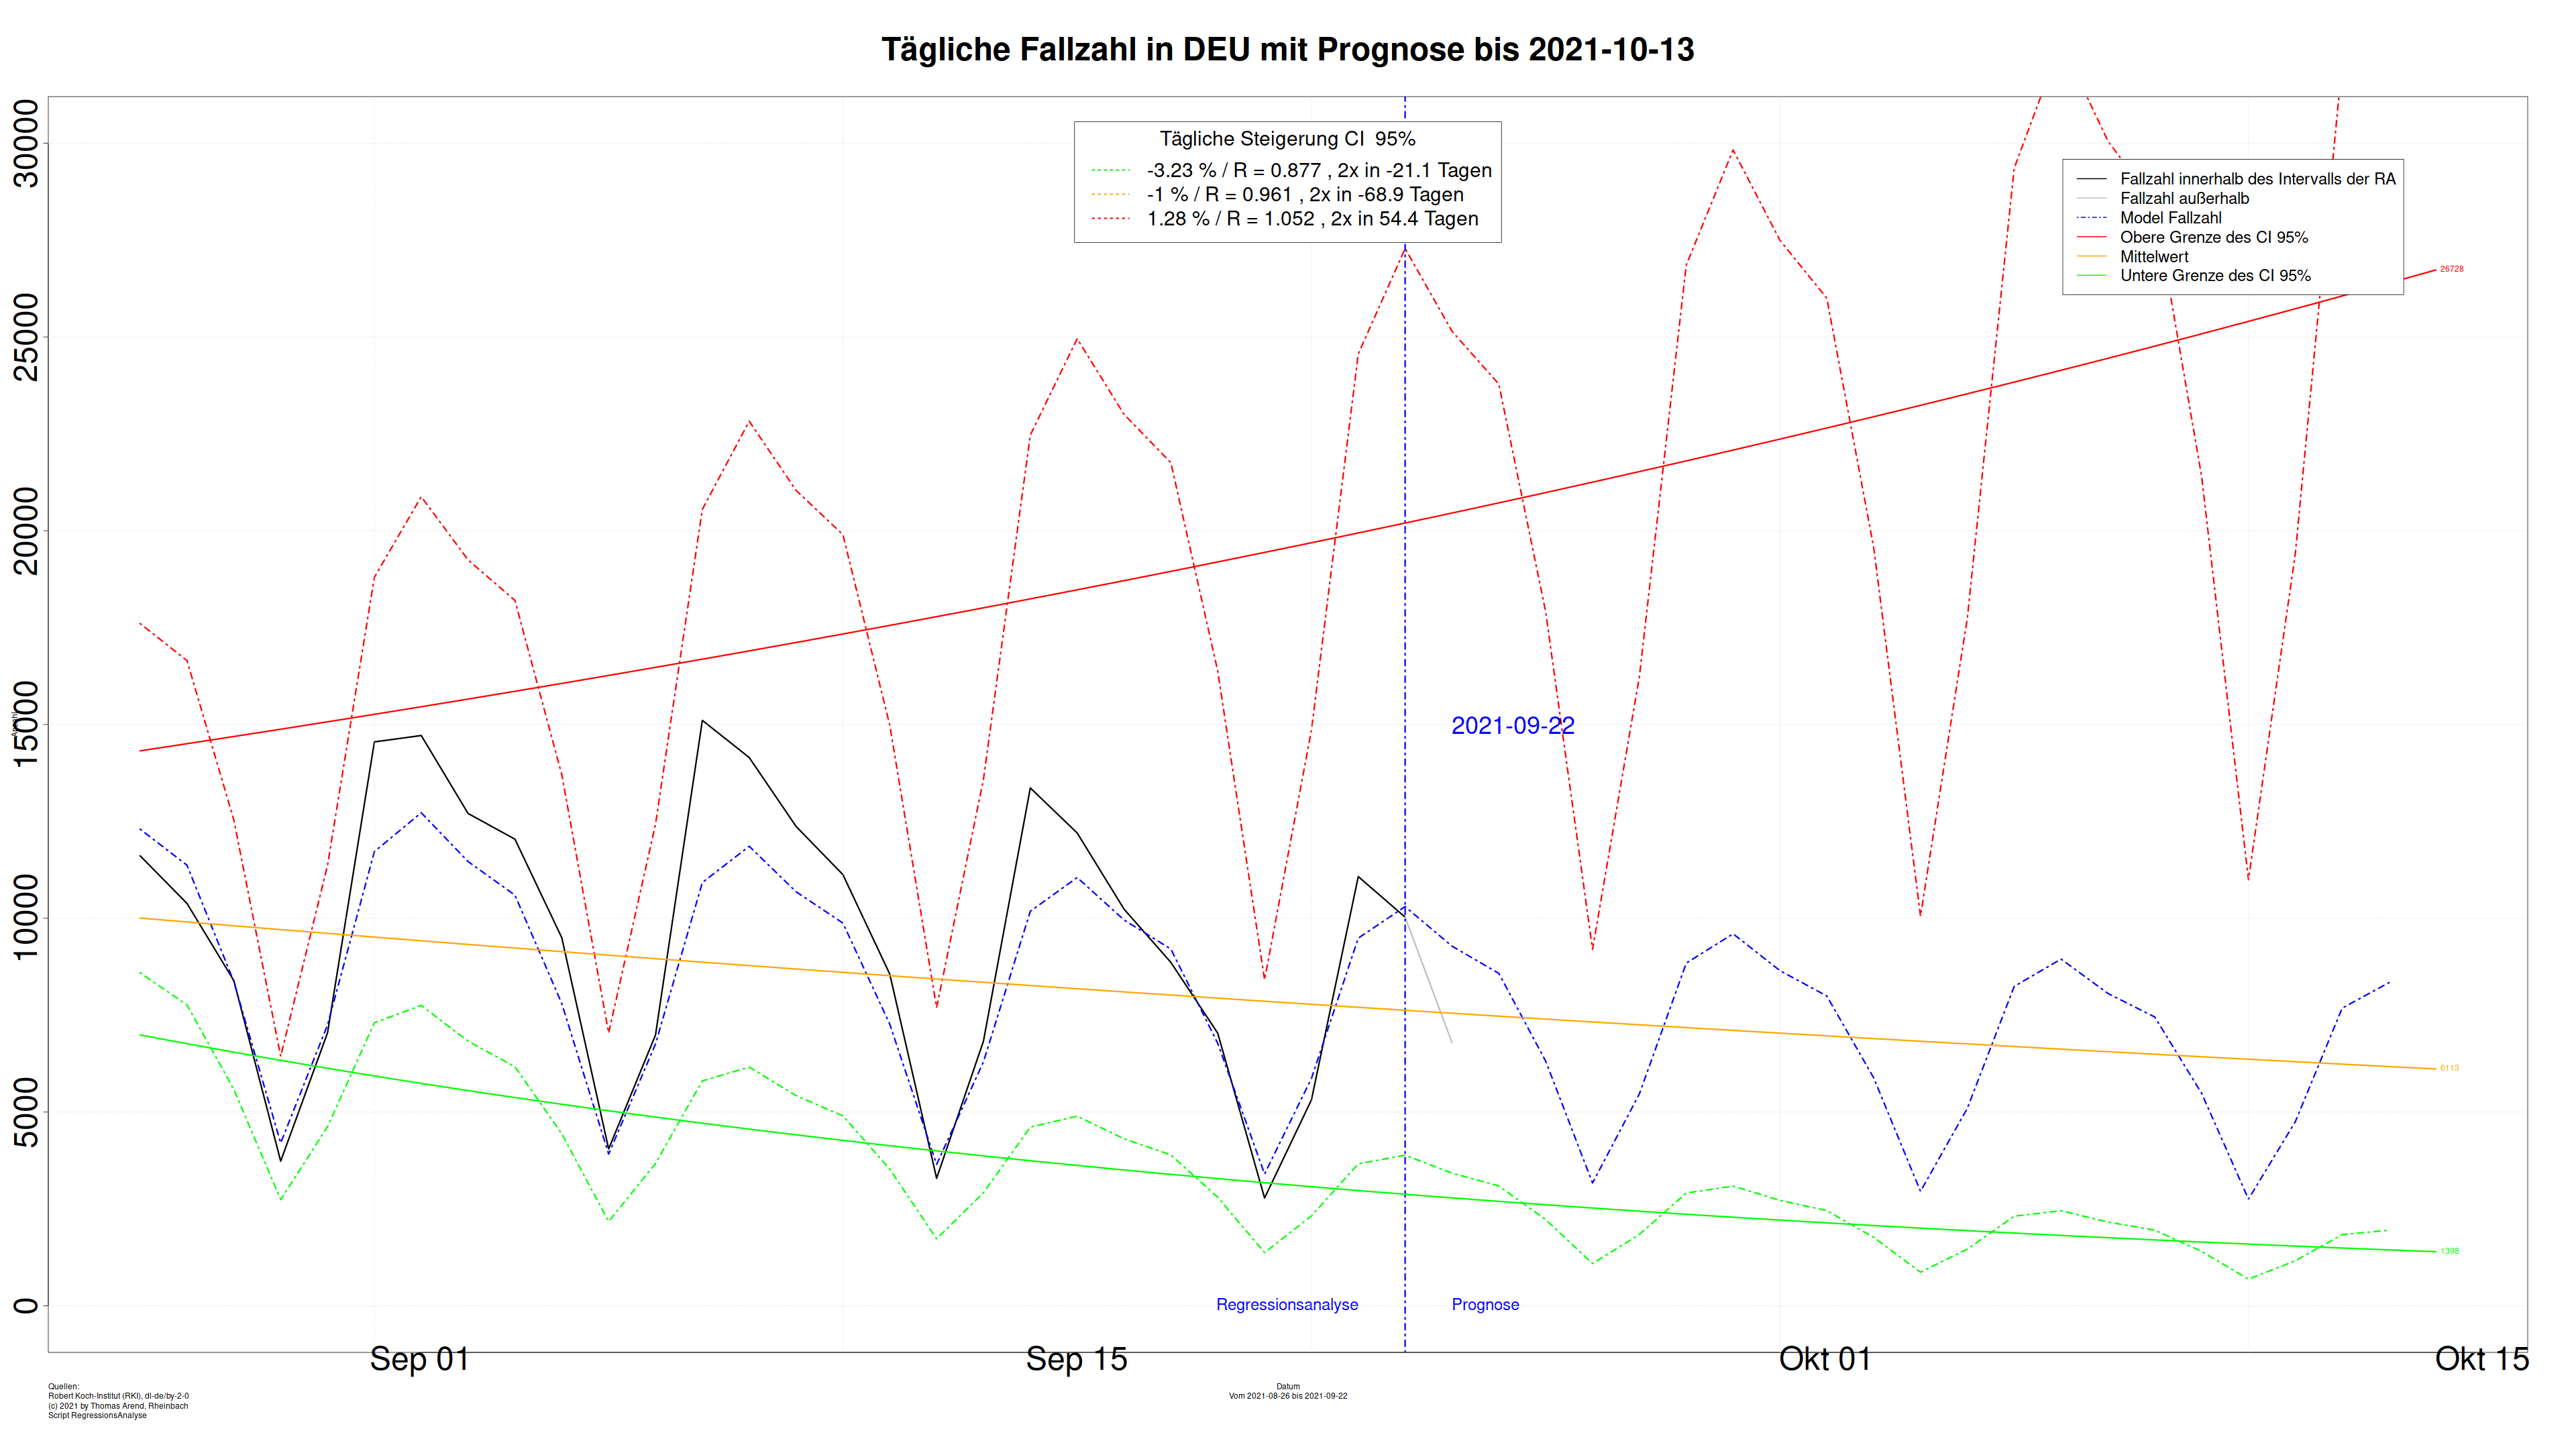 Tägliche Fallzahl in DEU mit Prognose bis 2021-10-13
Tägliche Steigerung CI  95%
-3.23 % / R = 0.877 , 2x in -21.1 Tagen
-1 % / R = 0.961 , 2x in -68.9 Tagen
1.28 % / R = 1.052 , 2x in 54.4 Tagen
Fallzahl innerhalb des Intervalls der RA
Fallzahl außerhalb
Model Fallzahl
Obere Grenze des CI 95%
Mittelwert
Untere Grenze des CI 95%
30000
25000
20000
15000
10000
5000
0
26728
6113
1398
2021-09-22
Regressionsanalyse
Prognose
Sep 01
Sep 15
Okt 01
Okt 15
Datum
Vom 2021-08-26 bis 2021-09-22
Quellen:
Robert Koch-Institut (RKI), dl-de/by-2-0
(c) 2021 by Thomas Arend, Rheinbach
Script RegressionsAnalyse